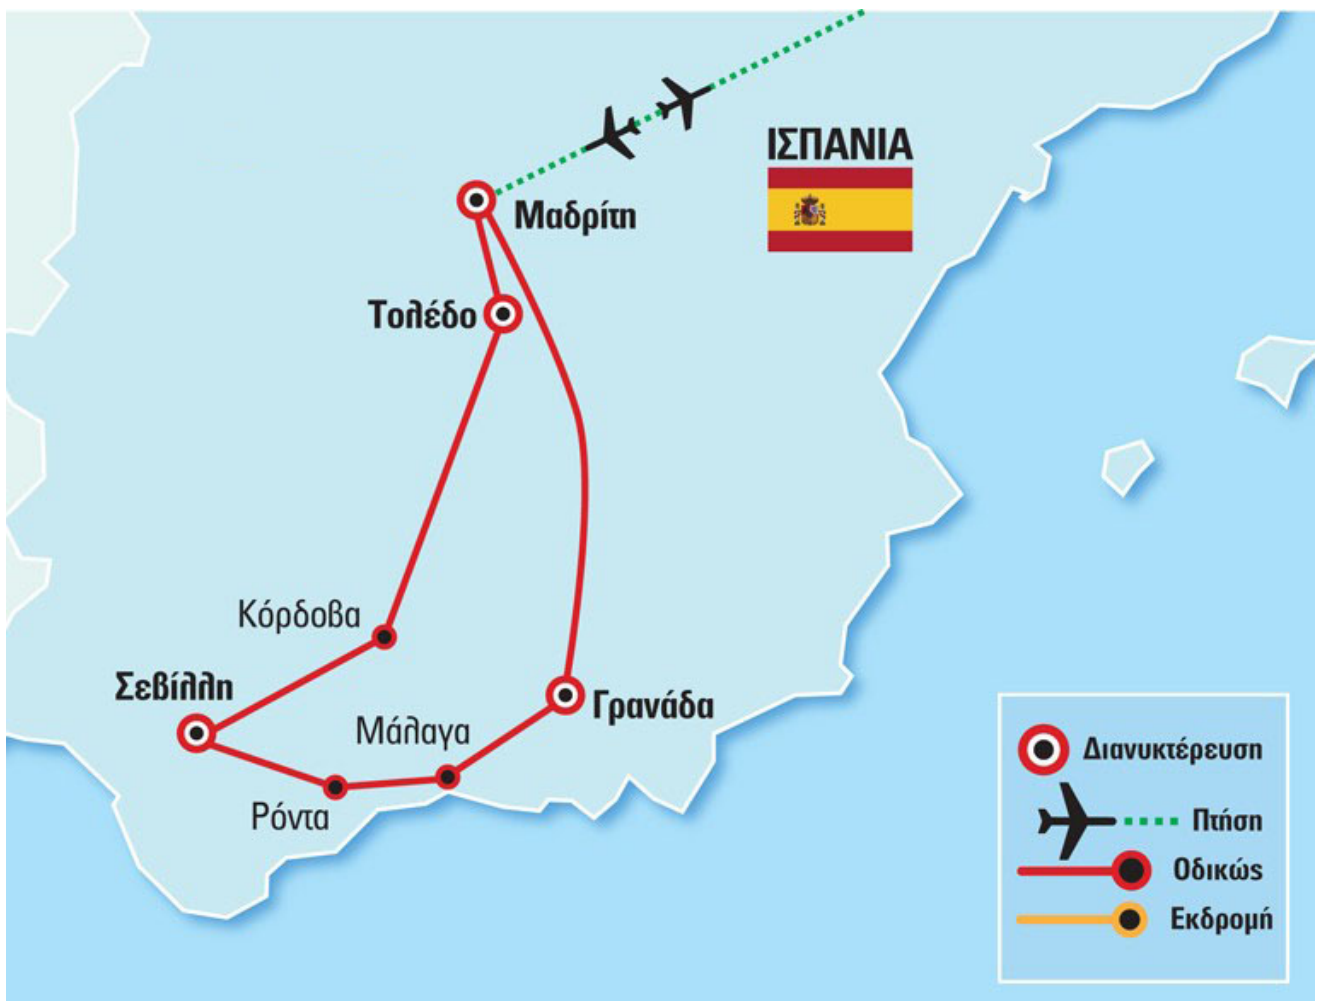 ΙΣΠΑΝΙΑ
Μαδρίτη
Τολέδο
Κόρδοβα
Σεβίλλη
Γρανάδα
Μάλαγα
Ρόντα
Διανυκτέρευση
Πτήση
Οδικώς
Εκδρομή